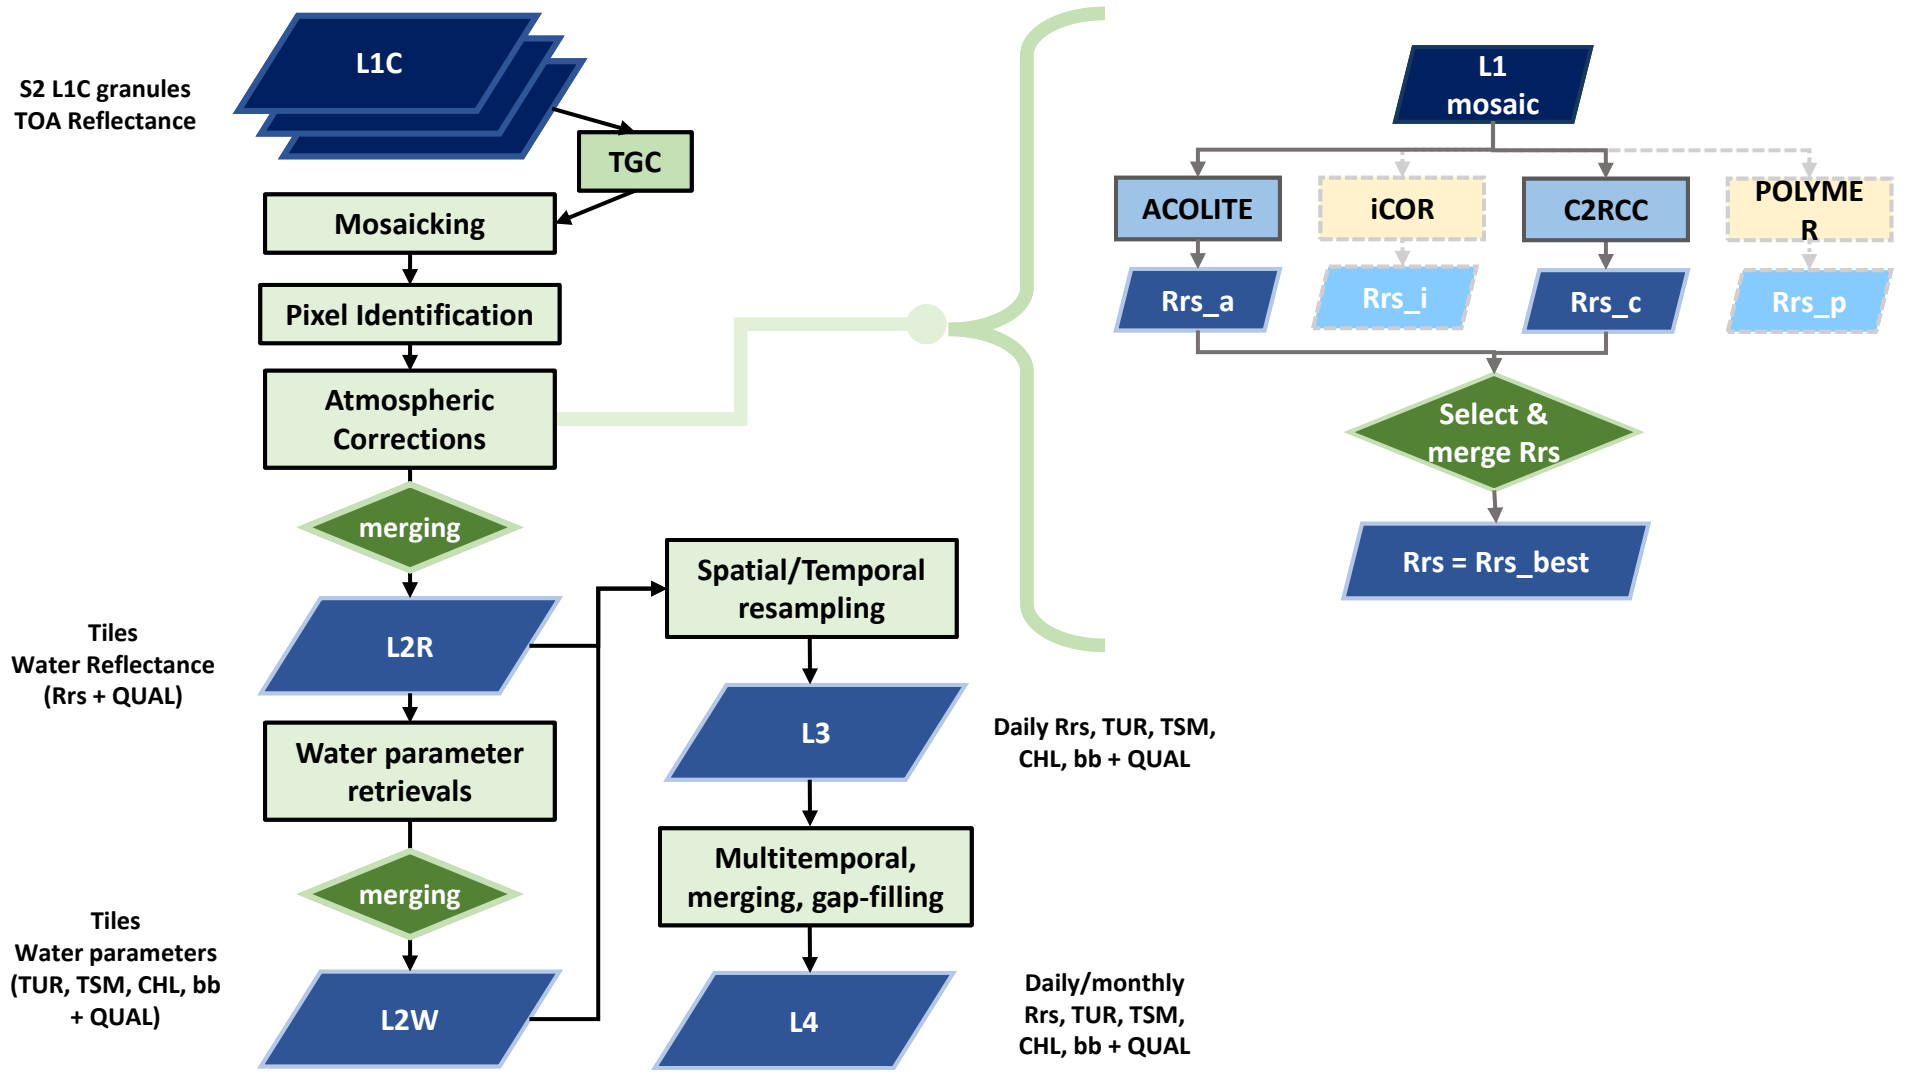 S2 L1C granules
TOA Reflectance
L1C
TGC
Mosaicking
Pixel Identification
Atmospheric
Corrections
merging
Tiles
Water Reflectance
(Rrs + QUAL)
L2R
Water parameter
retrievals
merging
Tiles
Water parameters
(TUR, TSM, CHL, bb
+ QUAL)
L2W
Spatial/Temporal
resampling
L3
Daily Rrs, TUR, TSM,
CHL, bb + QUAL
Multitemporal,
merging, gap-filling
L4
Daily/monthly
Rrs, TUR, TSM,
CHL, bb + QUAL
L1
mosaic
ACOLITE
iCOR
C2RCC
POLYME
R
Rrs_a
Rrs_i
Rrs_c
Rrs_p
Select &
merge Rrs
Rrs = Rrs_best